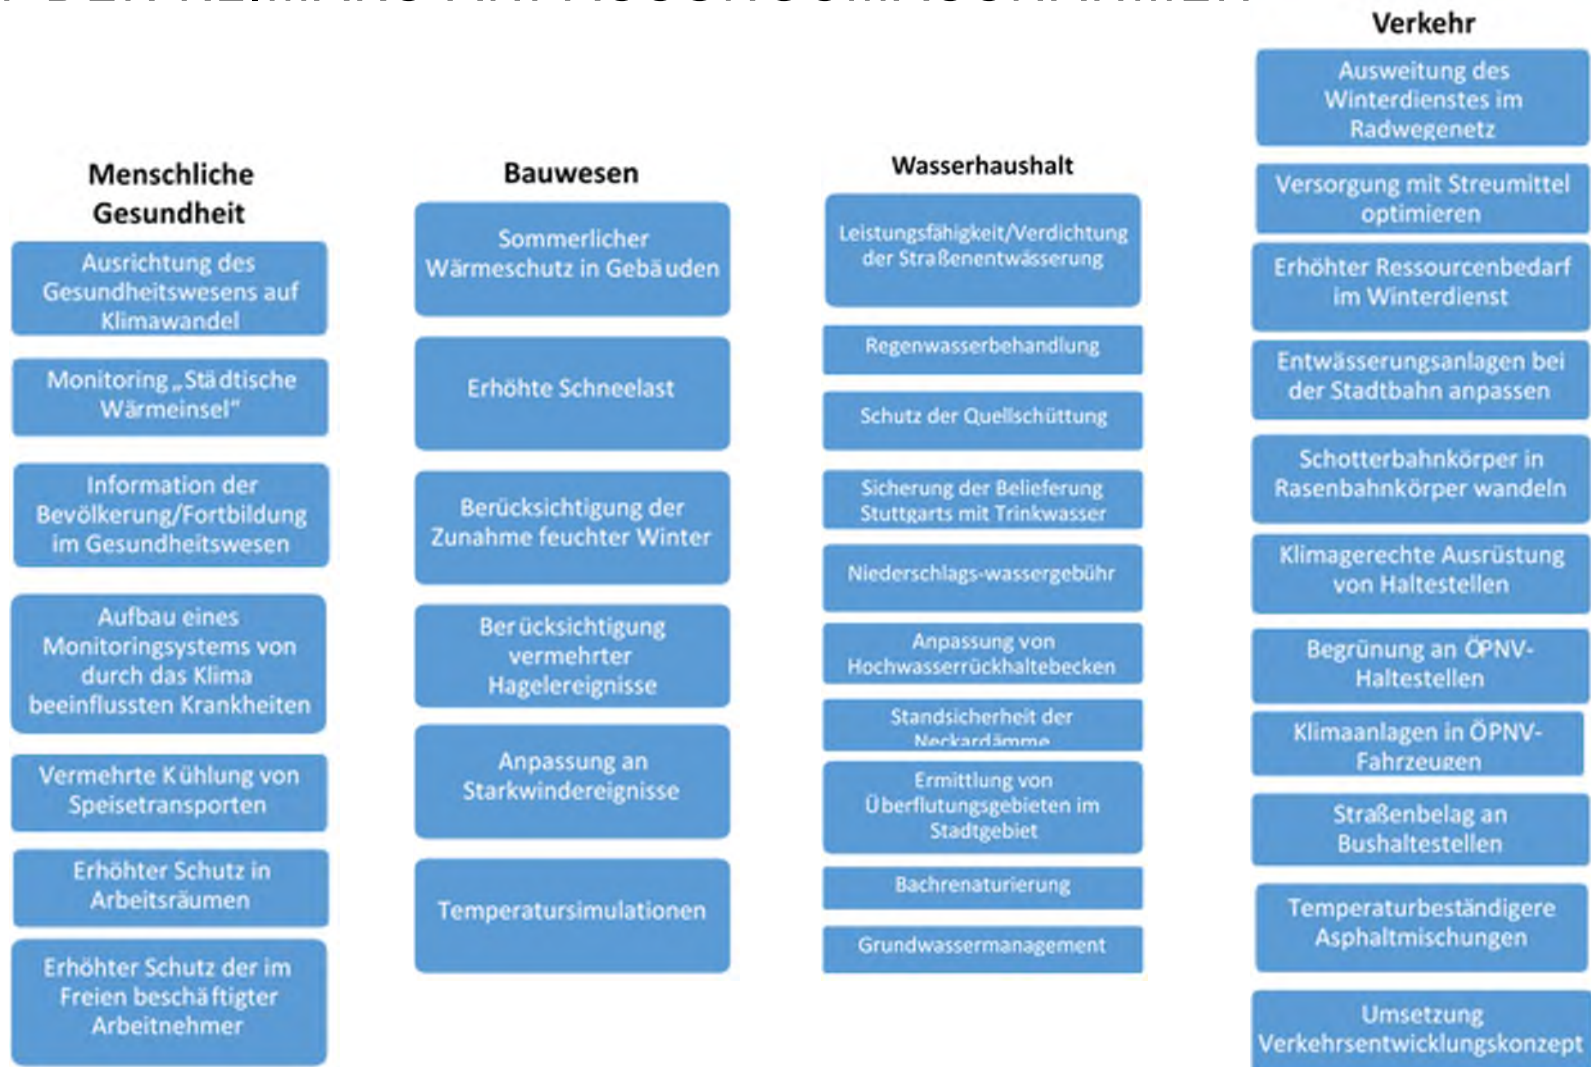 Menschliche
Gesundheit
Ausrichtung des
Gesundheitswesens auf
Klimawandel
Monitoring „Städtische
Wärmeinsel“
Information der
Bevölkerung/Fortbildung
im Gesundheitswesen
Aufbau eines
Monitoringsystems von
durch das Klima
beeinflussten Krankheiten
Vermehrte Kühlung von
Speisetransporten
Erhöhter Schutz in
Arbeitsräumen
Erhöhter Schutz der im
Freien beschäftigter
Arbeitnehmer
Bauwesen
Sommerlicher
Wärmeschutz in Gebäuden
Erhöhte Schneelast
Berücksichtigung der
Zunahme feuchter Winter
Berücksichtigung
vermehrter
Hagelereignisse
Anpassung an
Starkwindereignisse
Temperatursimulationen
Wasserhaushalt
Leistungsfähigkeit/Verdichtung
der Straßenentwässerung
Regenwasserbehandlung
Schutz der Quellschüttung
Sicherung der Belieferung
Stuttgarts mit Trinkwasser
Niederschlags-wassergebühr
Anpassung von
Hochwasserrückhaltebecken
Standsicherheit der
Neckardämme
Ermittlung von
Überflutungsgebieten im
Stadtgebiet
Bachrenaturierung
Grundwassermanagement
Verkehr
Ausweitung des
Winterdienstes im
Radwegenetz
Versorgung mit Streumittel
optimieren
Erhöhter Ressourcenbedarf
im Winterdienst
Entwässerungsanlagen bei
der Stadtbahn anpassen
Schotterbahnkörper in
Rasenbahnkörper wandeln
Klimagerechte Ausrüstung
von Haltestellen
Begrünung an ÖPNV-
Haltestellen
Klimaanlagen in ÖPNV-
Fahrzeugen
Straßenbelag an
Bushaltestellen
Temperaturbeständigere
Asphaltmischungen
Umsetzung
Verkehrsentwicklungskonzept